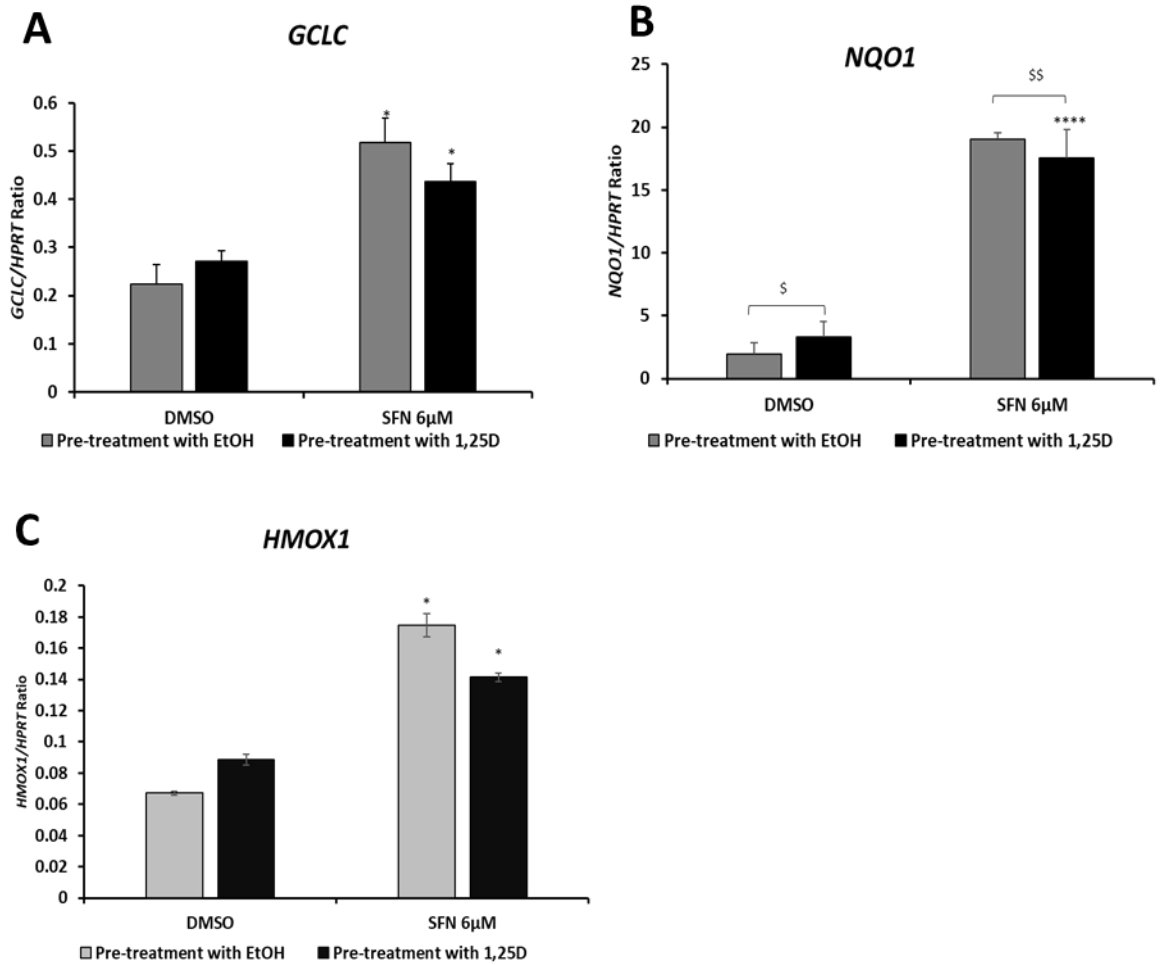 A
GCLC
GCLC/HPRT Ratio
0.6
0.5
0.4
0.3
0.2
0.1
0
*
*
DMSO
SFN 6µM
Pre-treatment with EtOH
Pre-treatment with 1,25D
B
NQO1
NQO1/HPRT Ratio
25
20
15
10
5
0
$
$$
****
DMSO
SFN 6µM
Pre-treatment with EtOH
Pre-treatment with 1,25D
C
HMOX1
HMOX1/HPRT Ratio
0.2
0.18
0.16
0.14
0.12
0.1
0.08
0.06
0.04
0.02
0
*
*
DMSO
SFN 6µM
Pre-treatment with EtOH
Pre-treatment with 1,25D